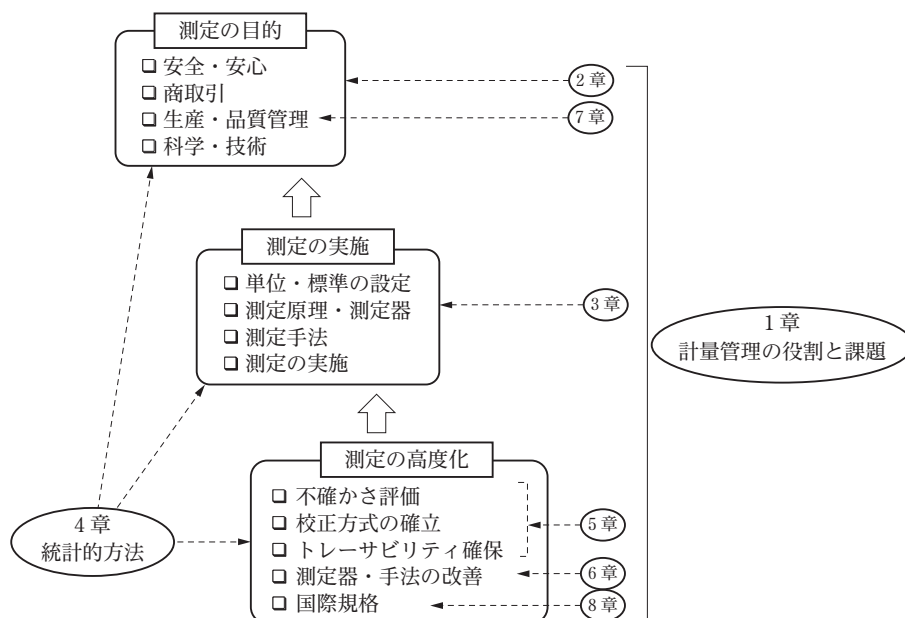 測定の目的
❏ 安全・安心
❏ 商取引
❏ 生産・品質管理
❏ 科学・技術
2 章
7 章
測定の実施
❏ 単位・標準の設定
❏ 測定原理・測定器
❏ 測定手法
❏ 測定の実施
3 章
1 章
計量管理の役割と課題
測定の高度化
❏ 不確かさ評価
❏ 校正方式の確立
❏ トレーサビリティ確保
❏ 測定器・手法の改善
❏ 国際規格
4 章
統計的方法
5 章
6 章
8 章